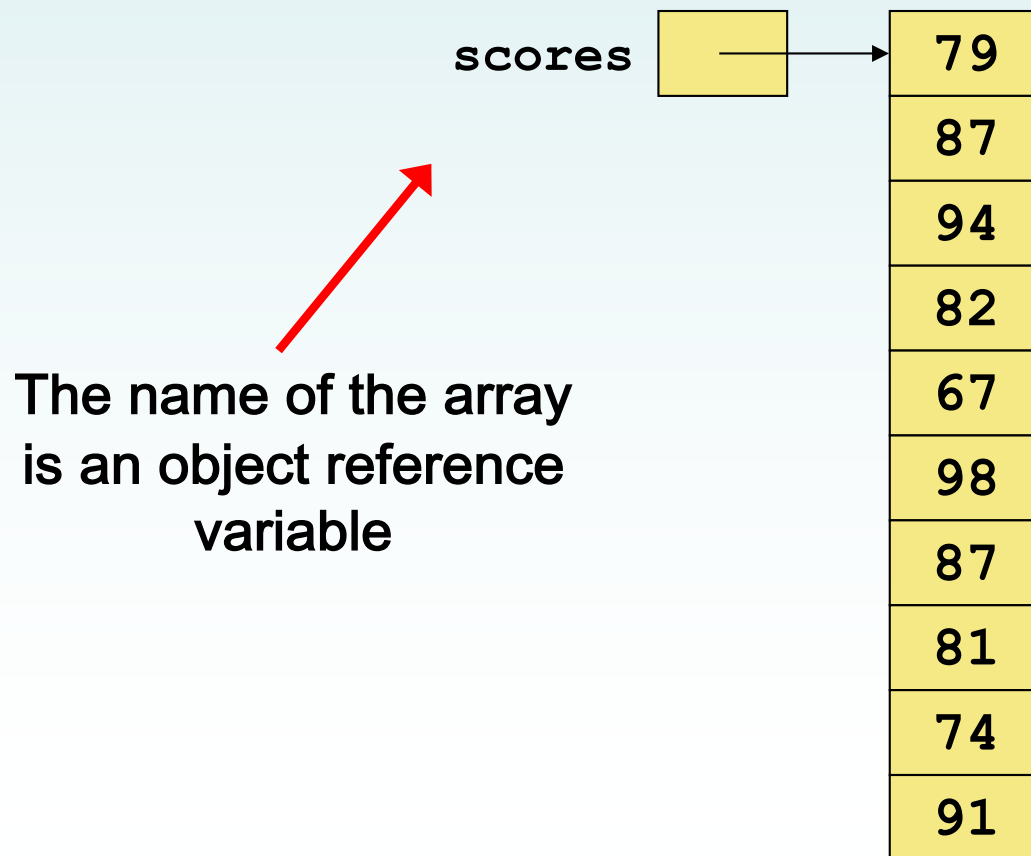 scores
79
87
94
82
67
98
87
81
74
91
The name of the array
is an object reference
variable